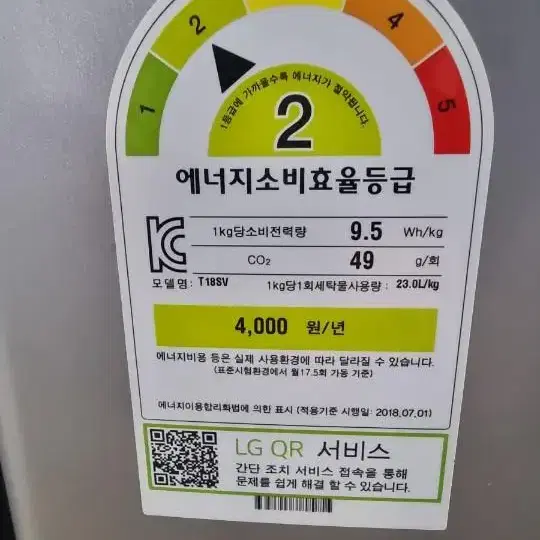 1
2
4
5
1등급에 가까울수록 에너지가 절약됩니다.
2
에너지소비효율등급
1kg당소비전력량 9.5 Wh/kg
CO₂ 49 g/회
모델명: T18SV 1kg당1회세탁물사용량: 23.0L/kg
4,000 원/년
에너지비용 등은 실제 사용환경에 따라 달라질 수 있습니다.
(표준시험환경에서 월17.5회 가동 기준)
에너지이용합리화법에 의한 표시 (적용기준 시행일: 2018.07.01)
LG QR 서비스
간단 조치 서비스 접속을 통해
문제를 쉽게 해결 할 수 있습니다.